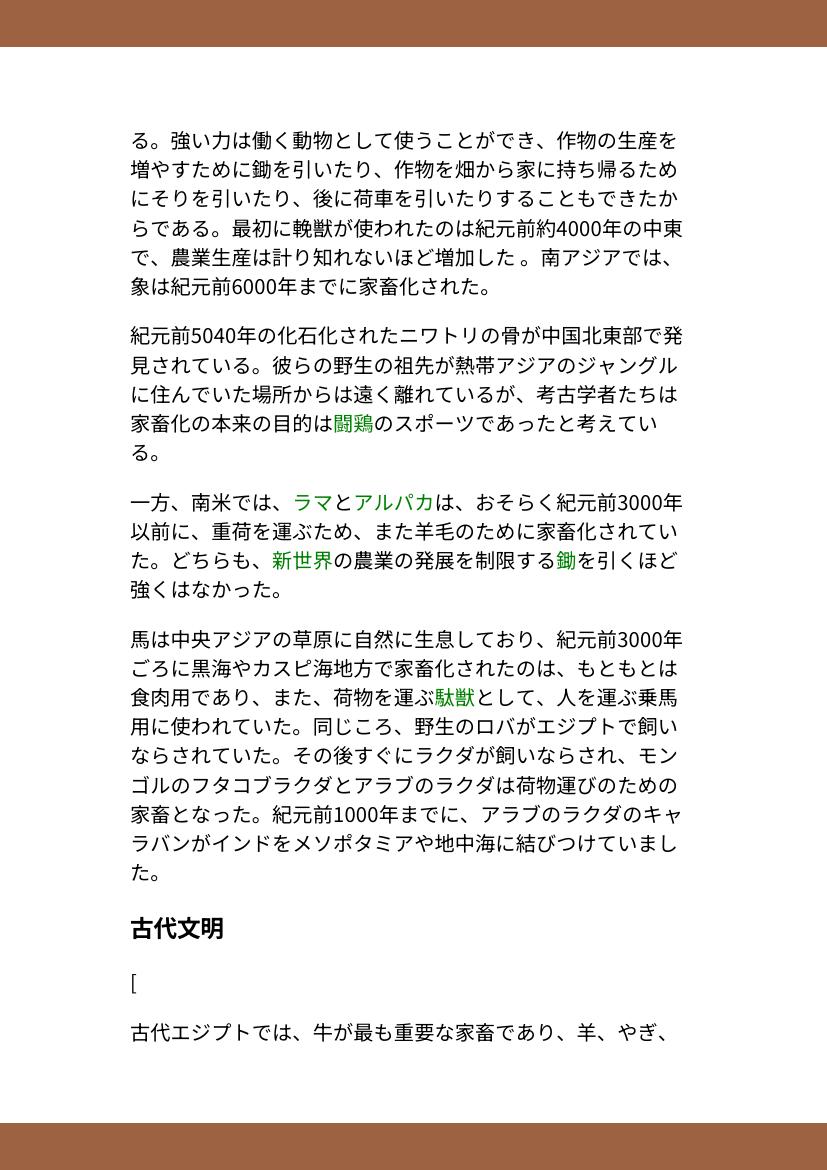 る。強い力は働く動物として使うことができ、作物の生産を
増やすために鋤を引いたり、作物を畑から家に持ち帰るため
にそりを引いたり、後に荷車を引いたりすることもできたか
らである。最初に輓獣が使われたのは紀元前約4000年の中東
で、農業生産は計り知れないほど増加した 。南アジアでは、
象は紀元前6000年までに家畜化された。
紀元前5040年の化石化されたニワトリの骨が中国北東部で発
見されている。彼らの野生の祖先が熱帯アジアのジャングル
に住んでいた場所からは遠く離れているが、考古学者たちは
家畜化の本来の目的は闘鶏のスポーツであったと考えてい
る。
一方、南米では、ラマとアルパカは、おそらく紀元前3000年
以前に、重荷を運ぶため、また羊毛のために家畜化されてい
た。どちらも、新世界の農業の発展を制限する鋤を引くほど
強くはなかった。
馬は中央アジアの草原に自然に生息しており、紀元前3000年
ごろに黒海やカスピ海地方で家畜化されたのは、もともとは
食肉用であり、また、荷物を運ぶ駄獣として、人を運ぶ乗馬
用に使われていた。同じころ、野生のロバがエジプトで飼い
ならされていた。その後すぐにラクダが飼いならされ、モン
ゴルのフタコブラクダとアラブのラクダは荷物運びのための
家畜となった。紀元前1000年までに、アラブのラクダのキャ
ラバンがインドをメソポタミアや地中海に結びつけていまし
た。
古代文明
[
古代エジプトでは、牛が最も重要な家畜であり、羊、やぎ、